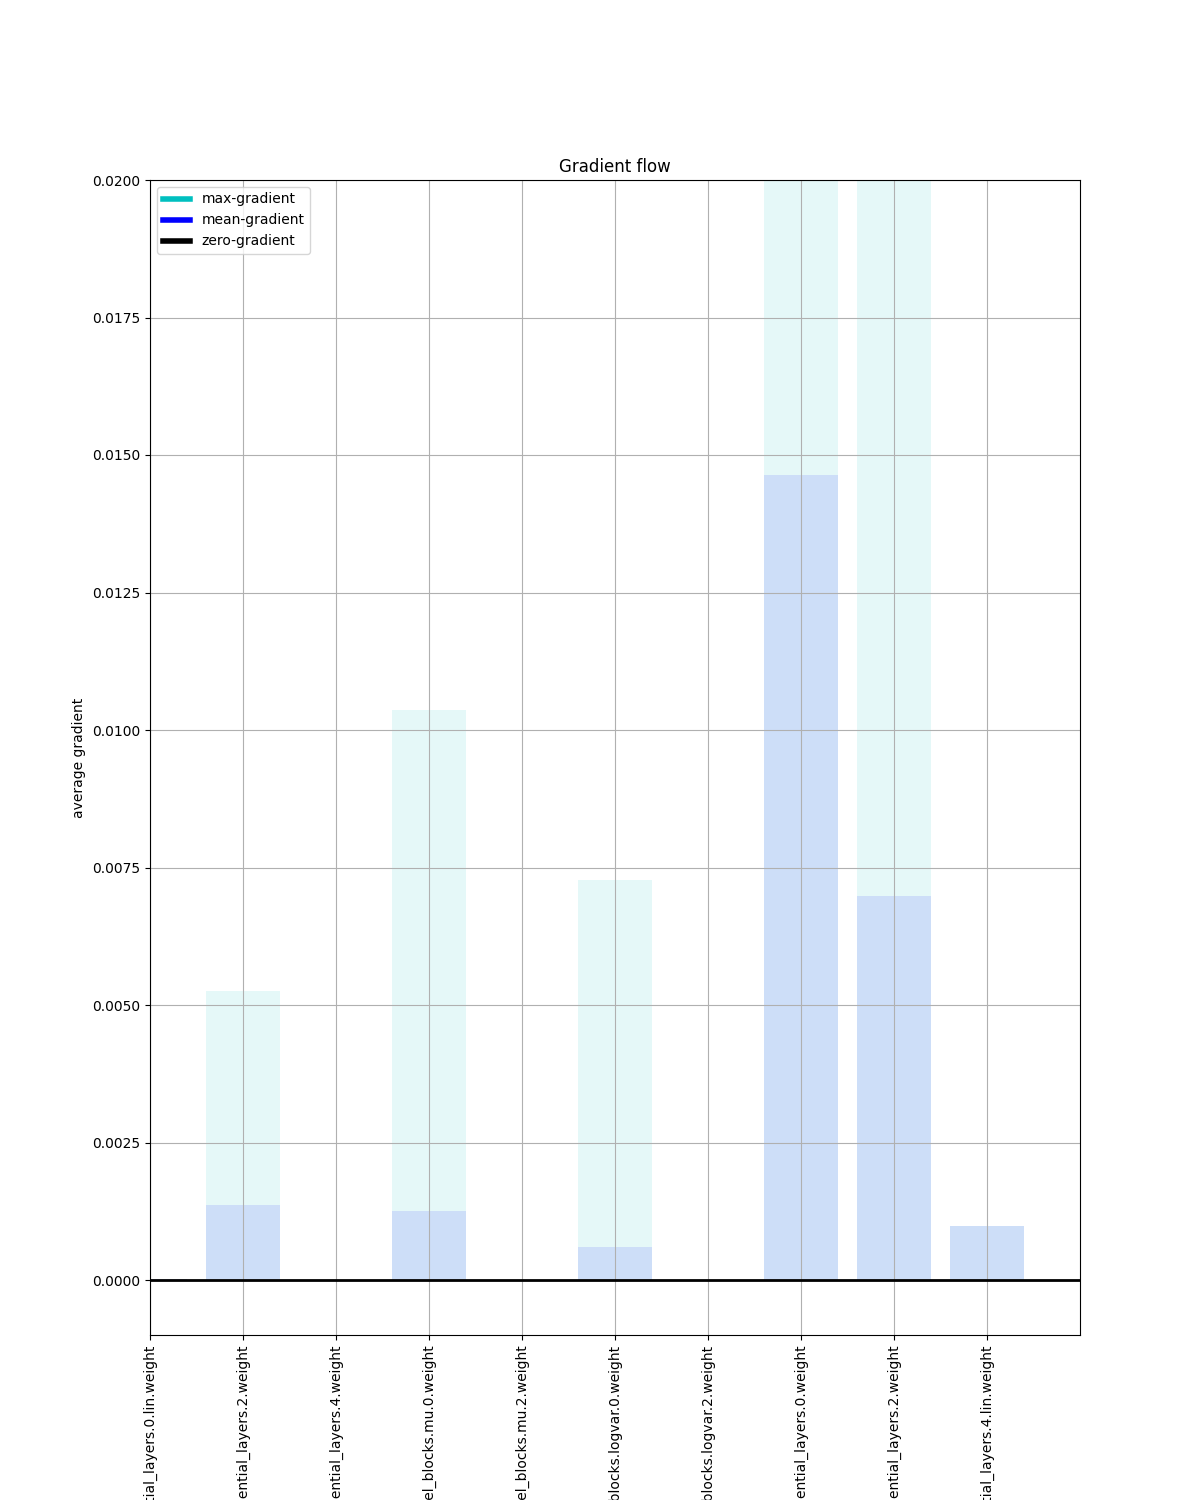 Gradient flow
max-gradient
mean-gradient
zero-gradient
0.0200
0.0175
0.0150
0.0125
0.0100
0.0075
0.0050
0.0025
0.0000
average gradient
tial_layers.0.lin.weight
ential_layers.2.weight
ential_layers.4.weight
el_blocks.mu.0.weight
el_blocks.mu.2.weight
blocks.logvar.0.weight
blocks.logvar.2.weight
ential_layers.0.weight
ential_layers.2.weight
tial_layers.4.lin.weight